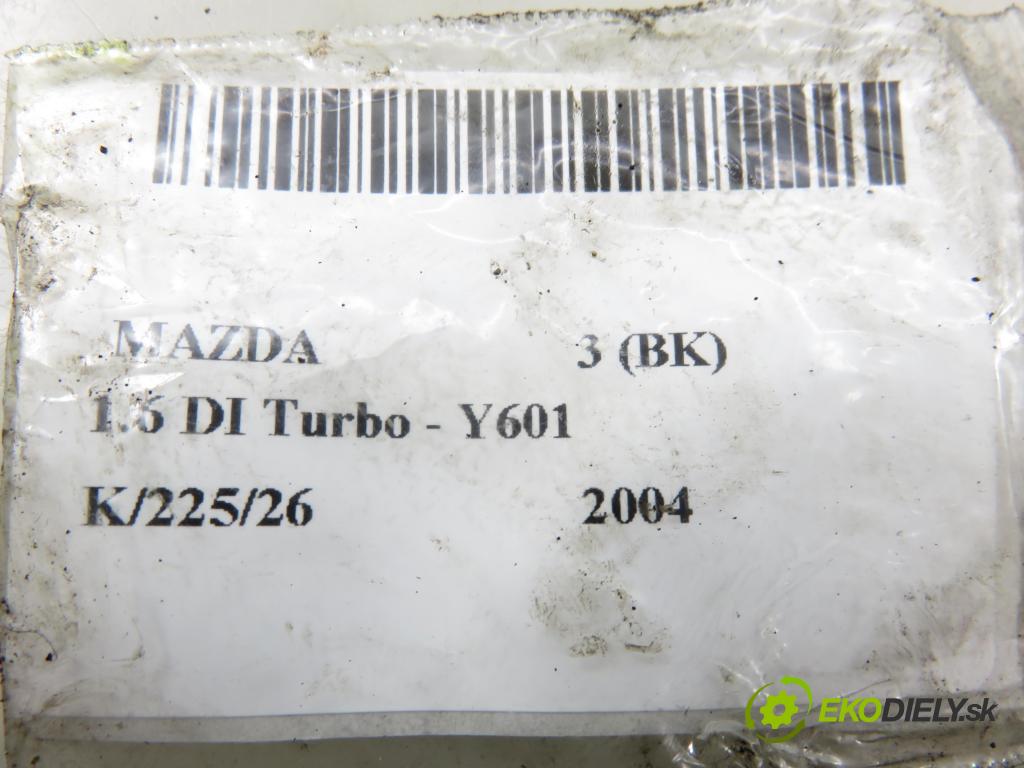 MAZDA 3 (BK)
1.6 DI Turbo - Y601
K/225/26 2004
EKODIELY.sk